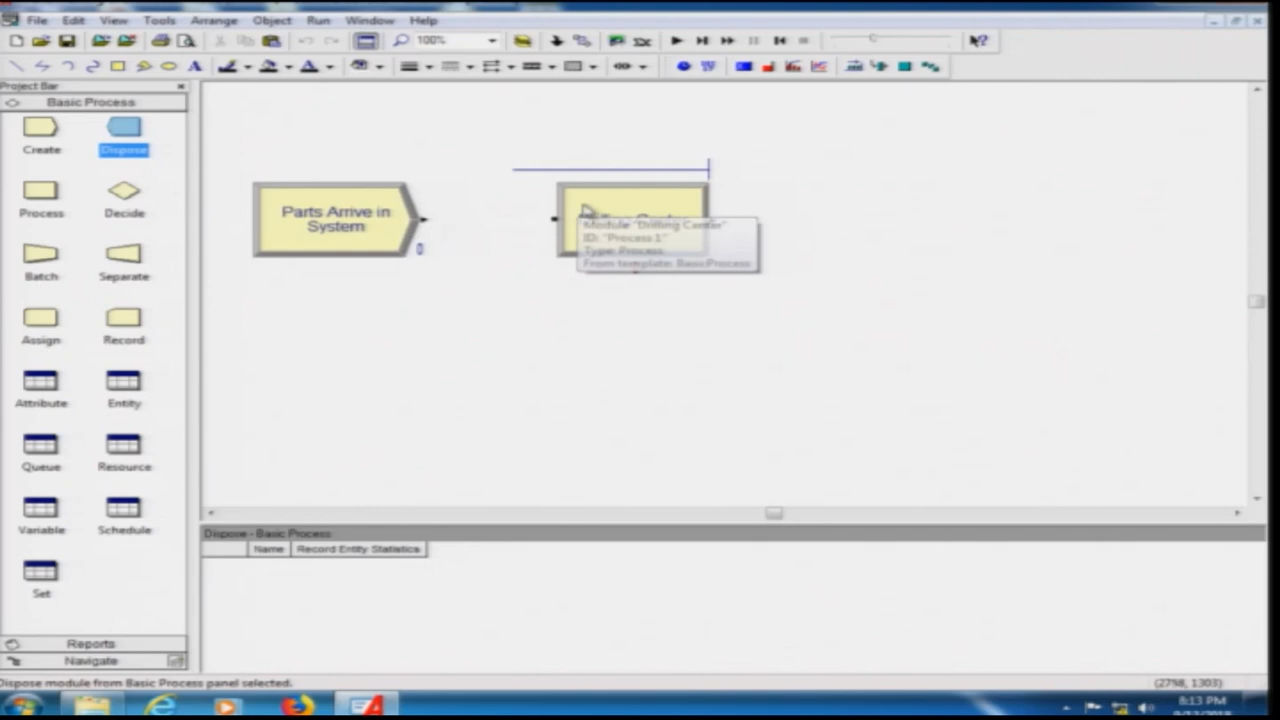 File Edit View Tools Arrange Object Run Window Help
100%
Project Bar
Basic Process
Create Dispose
Process Decide
Batch Separate
Assign Record
Attribute Entity
Queue Resource
Variable Schedule
Set
Reports
Navigate
Parts Arrive in
System
0
Module "Drilling Center"
ID: "Process 1"
Type: Process
From template: BasicProcess
Dispose - Basic Process
Name Record Entity Statistics
Dispose module from Basic Process panel selected.
(2798, 1303)
8:13 PM